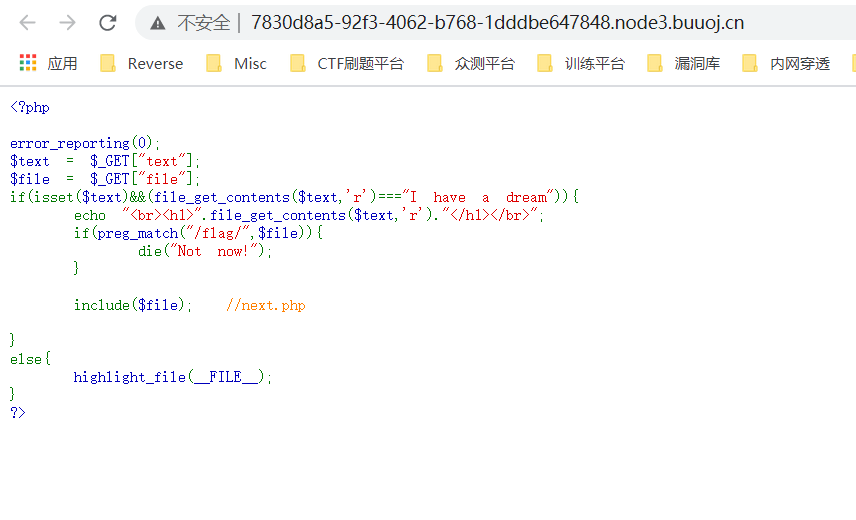 不安全 | 7830d8a5-92f3-4062-b768-1dddbe647848.node3.buuoj.cn
应用 Reverse Misc CTF刷题平台 众测平台 训练平台 漏洞库 内网穿透
<?php
error_reporting(0);
$text = $_GET["text"];
$file = $_GET["file"];
if(isset($text)&&(file_get_contents($text,'r')==="I have a dream")){
echo "<br><h1>".file_get_contents($text,'r')."</h1></br>";
if(preg_match("/flag/",$file)){
die("Not now!");
}
include($file); //next.php
}
else{
highlight_file(__FILE__);
}
?>